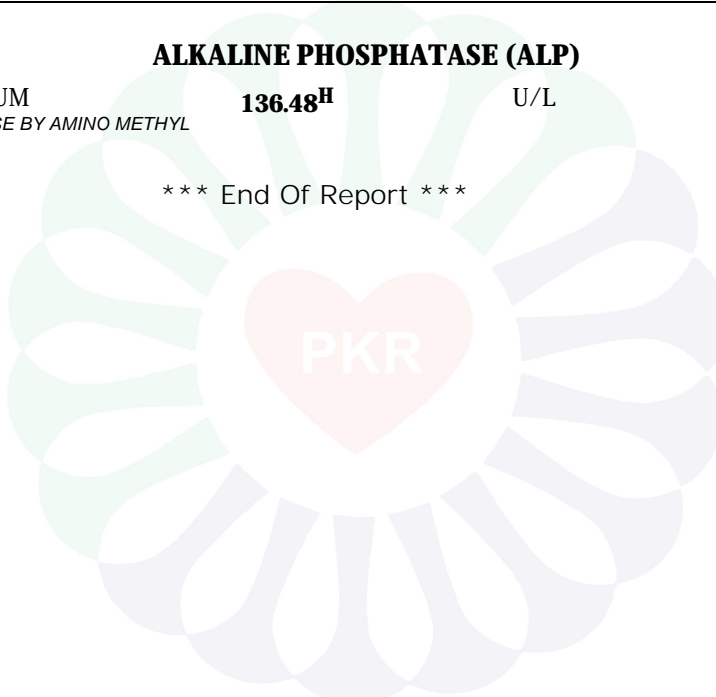 ALKALINE PHOSPHATASE (ALP)
UM 136.48H U/L
SE BY AMINO METHYL
*** End Of Report ***
PKR